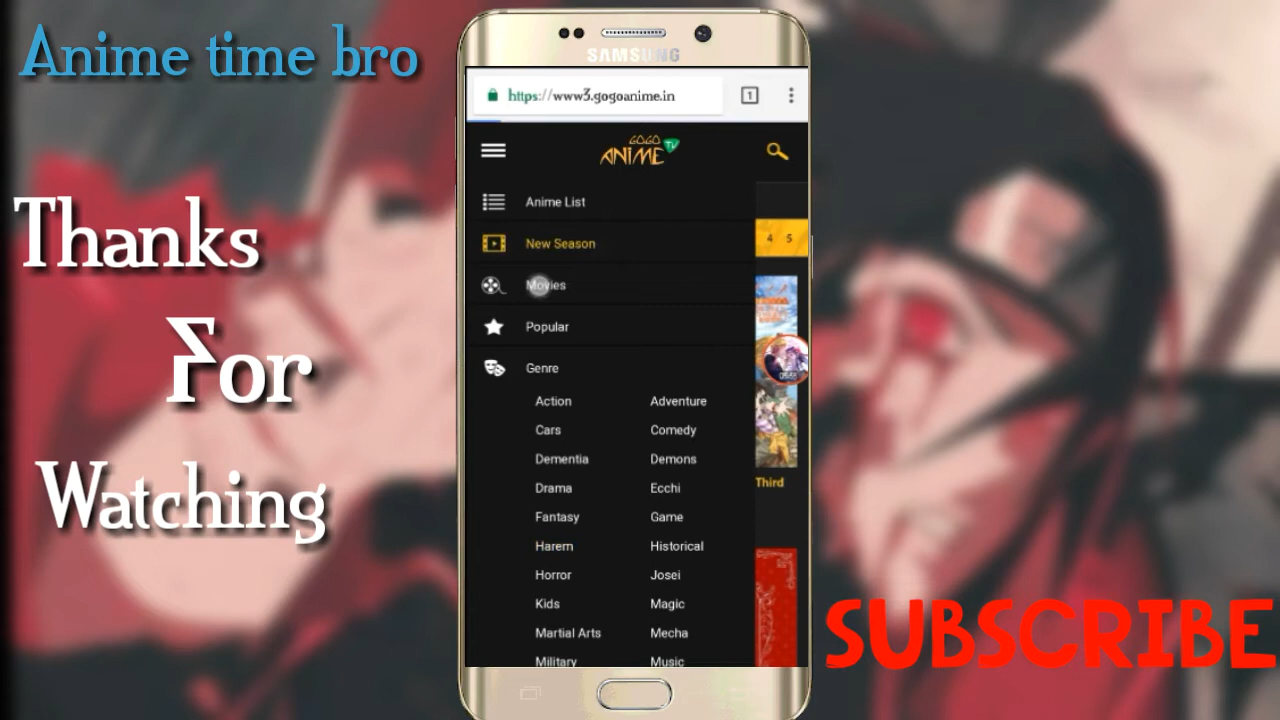 Anime time bro
Thanks
For
Watching
SAMSUNG
https://www3.gogoanime.in
1
GOGO
ANIME TV
Anime List
New Season
4 5
Movies
Popular
Genre
Action Adventure
Cars Comedy
Dementia Demons
Drama Ecchi
Third
Fantasy Game
Harem Historical
Horror Josei
Kids Magic
Martial Arts Mecha
Military Music
SUBSCRIBE